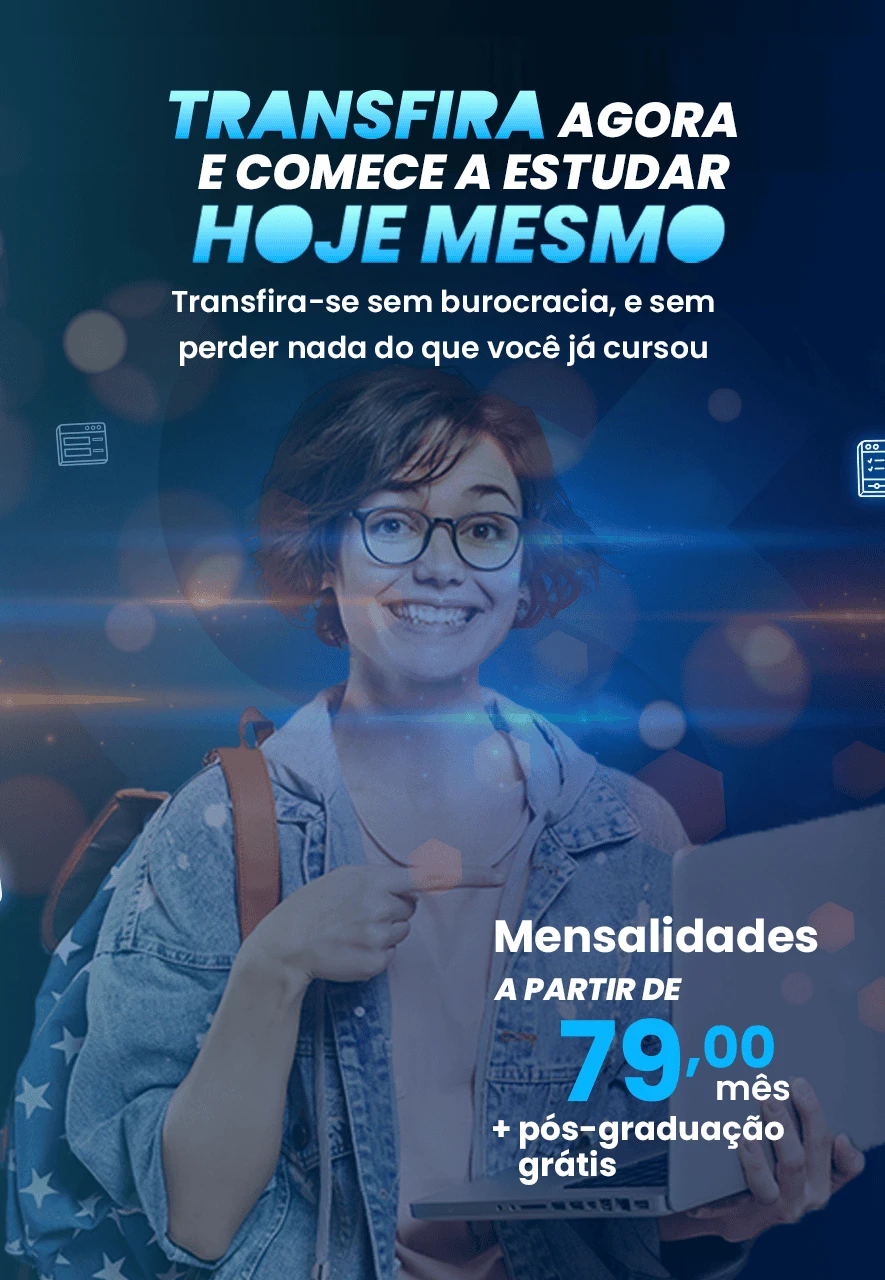 TRANSFIRA AGORA
E COMECE A ESTUDAR
HOJE MESMO
Transfira-se sem burocracia, e sem
perder nada do que você já cursou
Mensalidades
A PARTIR DE
79,00
mês
+ pós-graduação
grátis